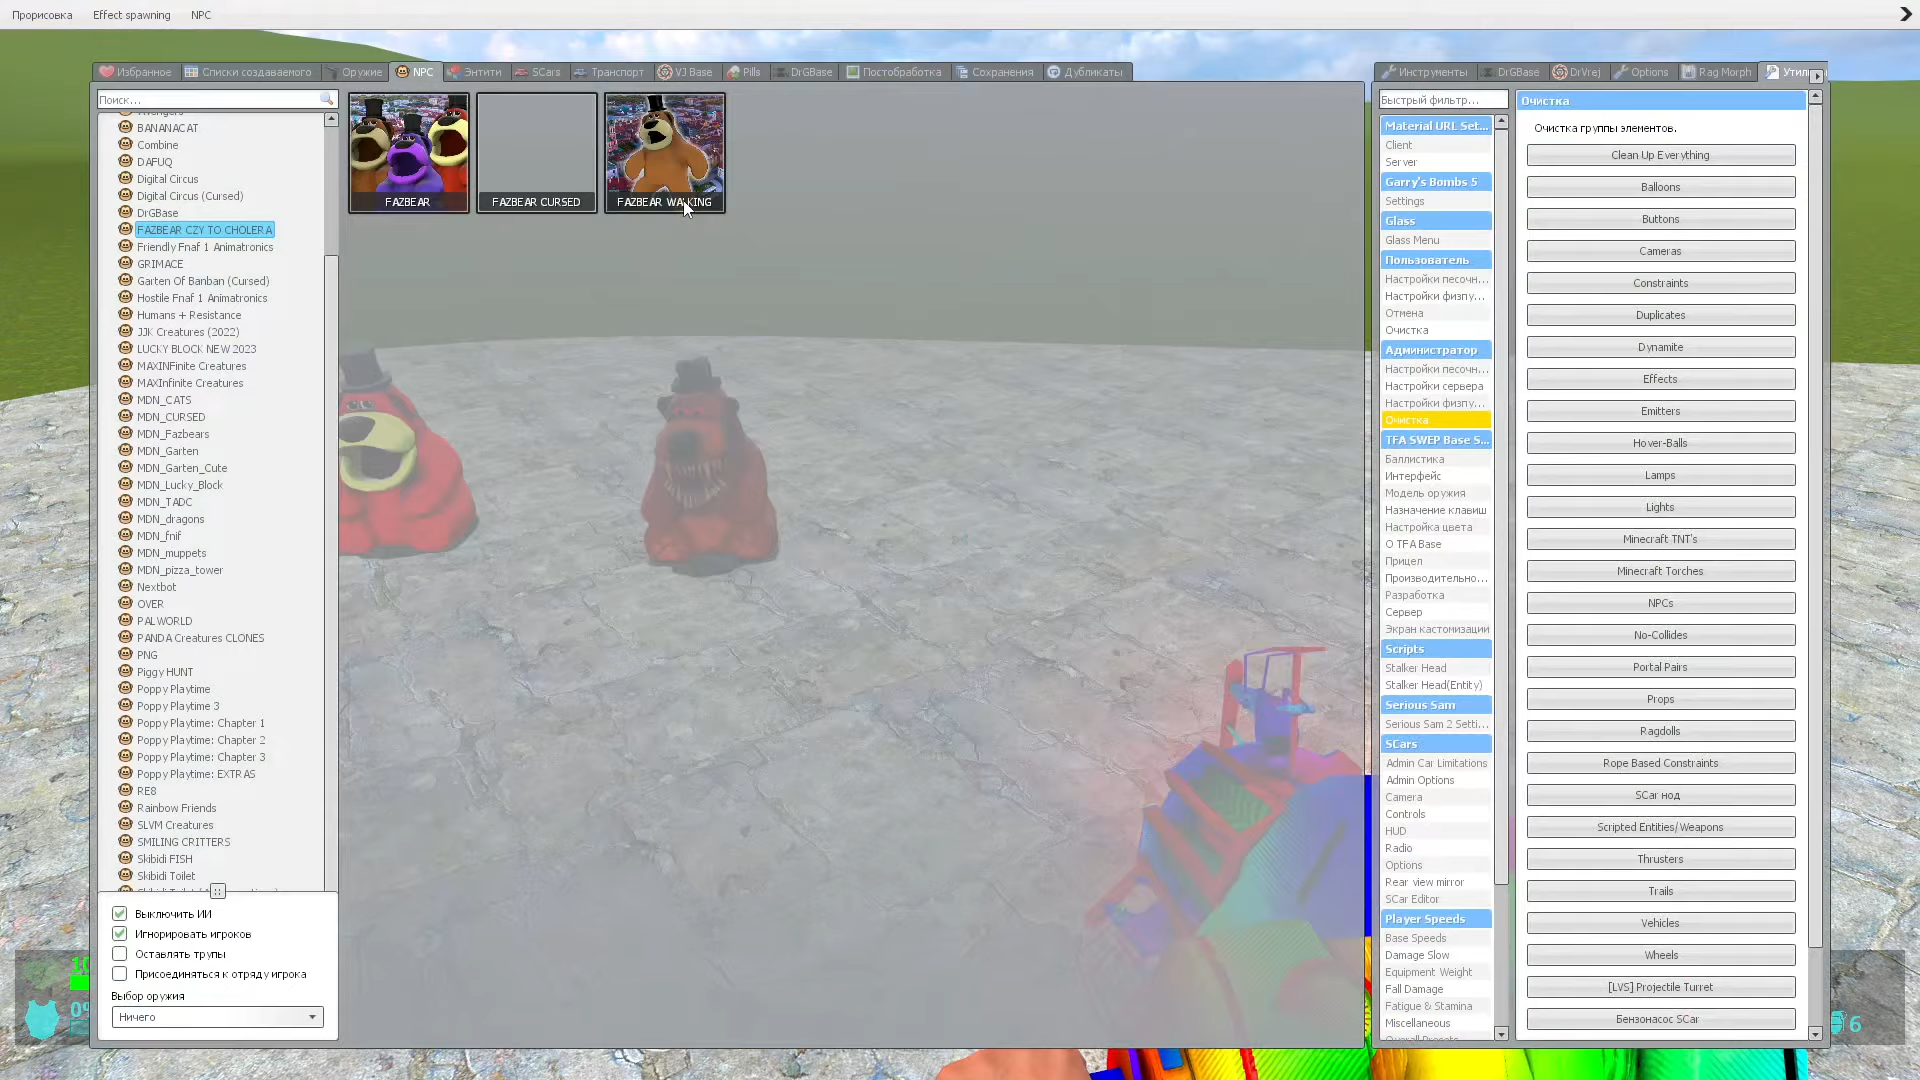 Прорисовка Effect spawning NPC
Избранное Списки создаваемого Оружие NPC Энтити SCars Транспорт VJ Base Pills DrGBase Постобработка Сохранения Дубликаты
Поиск...
BANANACAT
Combine
DAFUQ
Digital Circus
Digital Circus (Cursed)
DrGBase
FAZBEAR CZY TO CHOLERA
Friendly Fnaf 1 Animatronics
GRIMACE
Garten Of Banban (Cursed)
Hostile Fnaf 1 Animatronics
Humans + Resistance
JJK Creatures (2022)
LUCKY BLOCK NEW 2023
MAXINFinite Creatures
MAXInfinite Creatures
MDN_CATS
MDN_CURSED
MDN_Fazbears
MDN_Garten
MDN_Garten_Cute
MDN_Lucky_Block
MDN_TADC
MDN_dragons
MDN_fnif
MDN_muppets
MDN_pizza_tower
Nextbot
OVER
PALWORLD
PANDA Creatures CLONES
PNG
Piggy HUNT
Poppy Playtime
Poppy Playtime 3
Poppy Playtime: Chapter 1
Poppy Playtime: Chapter 2
Poppy Playtime: Chapter 3
Poppy Playtime: EXTRAS
RE8
Rainbow Friends
SLVM Creatures
SMILING CRITTERS
Skibidi FISH
Skibidi Toilet
Выключить ИИ
Игнорировать игроков
Оставлять трупы
Присоединяться к отряду игрока
Выбор оружия
Ничего
FAZBEAR
FAZBEAR CURSED
FAZBEAR WALKING
Инструменты DrGBase DrVrej Options Rag Morph
Быстрый фильтр...
Material URL Set...
Client
Server
Garry's Bombs 5
Settings
Glass
Glass Menu
Пользователь
Настройки песочн...
Настройки физпу...
Отмена
Очистка
Администратор
Настройки песочн...
Настройки сервера
Настройки физпу...
Очистка
TFA SWEP Base S...
Баллистика
Интерфейс
Модель оружия
Назначение клавиш
Настройка цвета
О TFA Base
Прицел
Производительно...
Разработка
Сервер
Экран кастомизации
Scripts
Stalker Head
Stalker Head(Entity)
Serious Sam
Serious Sam 2 Setti...
SCars
Admin Car Limitations
Admin Options
Camera
Controls
HUD
Radio
Options
Rear view mirror
SCar Editor
Player Speeds
Base Speeds
Damage Slow
Equipment Weight
Fall Damage
Fatigue & Stamina
Miscellaneous
Очистка
Очистка группы элементов.
Clean Up Everything
Balloons
Buttons
Cameras
Constraints
Duplicates
Dynamite
Effects
Emitters
Hover-Balls
Lamps
Lights
Minecraft TNT's
Minecraft Torches
NPCs
No-Collides
Portal Pairs
Props
Ragdolls
Rope Based Constraints
SCar нод
Scripted Entities/Weapons
Thrusters
Trails
Vehicles
Wheels
[LVS] Projectile Turret
Бензонасос SCar
6